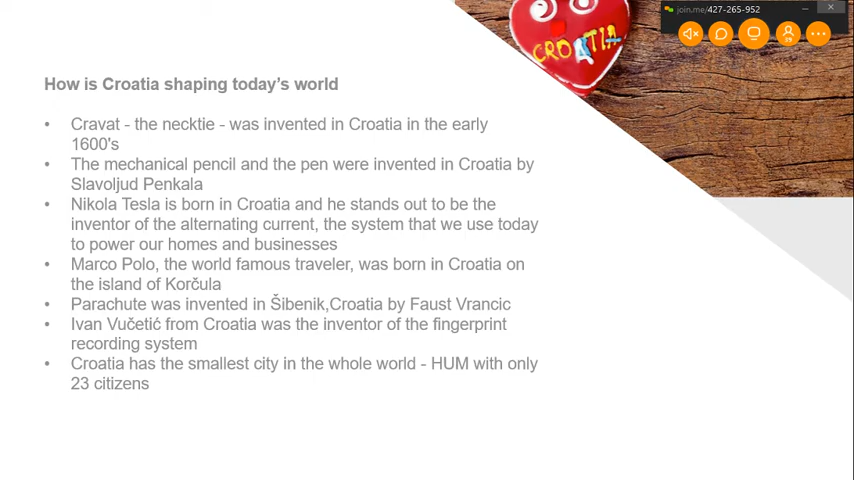 join.me/427-265-952
CROATIA
How is Croatia shaping today's world
• Cravat - the necktie - was invented in Croatia in the early
1600's
• The mechanical pencil and the pen were invented in Croatia by
Slavoljud Penkala
• Nikola Tesla is born in Croatia and he stands out to be the
inventor of the alternating current, the system that we use today
to power our homes and businesses
• Marco Polo, the world famous traveler, was born in Croatia on
the island of Korčula
• Parachute was invented in Šibenik,Croatia by Faust Vrancic
• Ivan Vučetić from Croatia was the inventor of the fingerprint
recording system
• Croatia has the smallest city in the whole world - HUM with only
23 citizens